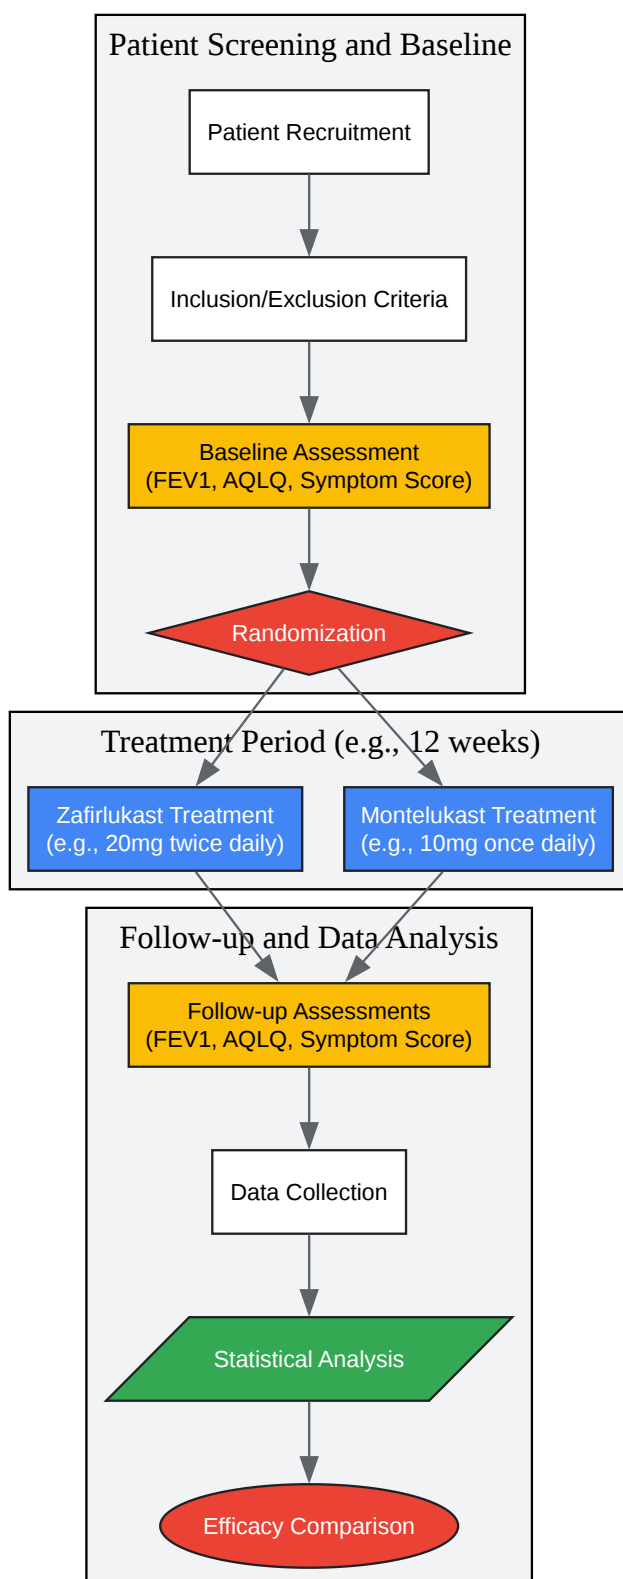 Patient Screening and Baseline
Patient Recruitment
Inclusion/Exclusion Criteria
Baseline Assessment
(FEV1, AQLQ, Symptom Score)
Randomization
Treatment Period (e.g., 12 weeks)
Zafirlukast Treatment
(e.g., 20mg twice daily)
Montelukast Treatment
(e.g., 10mg once daily)
Follow-up and Data Analysis
Follow-up Assessments
(FEV1, AQLQ, Symptom Score)
Data Collection
Statistical Analysis
Efficacy Comparison